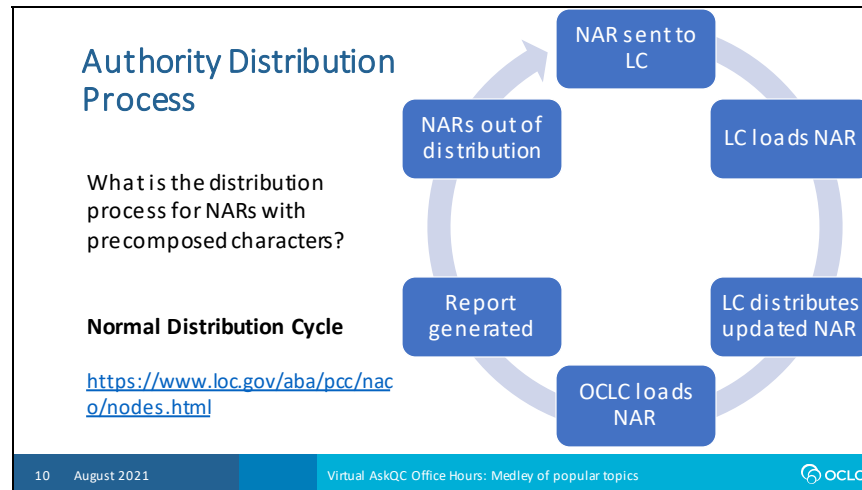 Authority Distribution
Process
What is the distribution
process for NARs with
precomposed characters?
Normal Distribution Cycle
https://www.loc.gov/aba/pcc/nac
o/nodes.html
NAR sent to
LC
LC loads NAR
LC distributes
updated NAR
OCLC loads
NAR
Report
generated
NARs out of
distribution
10 August 2021 Virtual AskQC Office Hours: Medley of popular topics OCLC